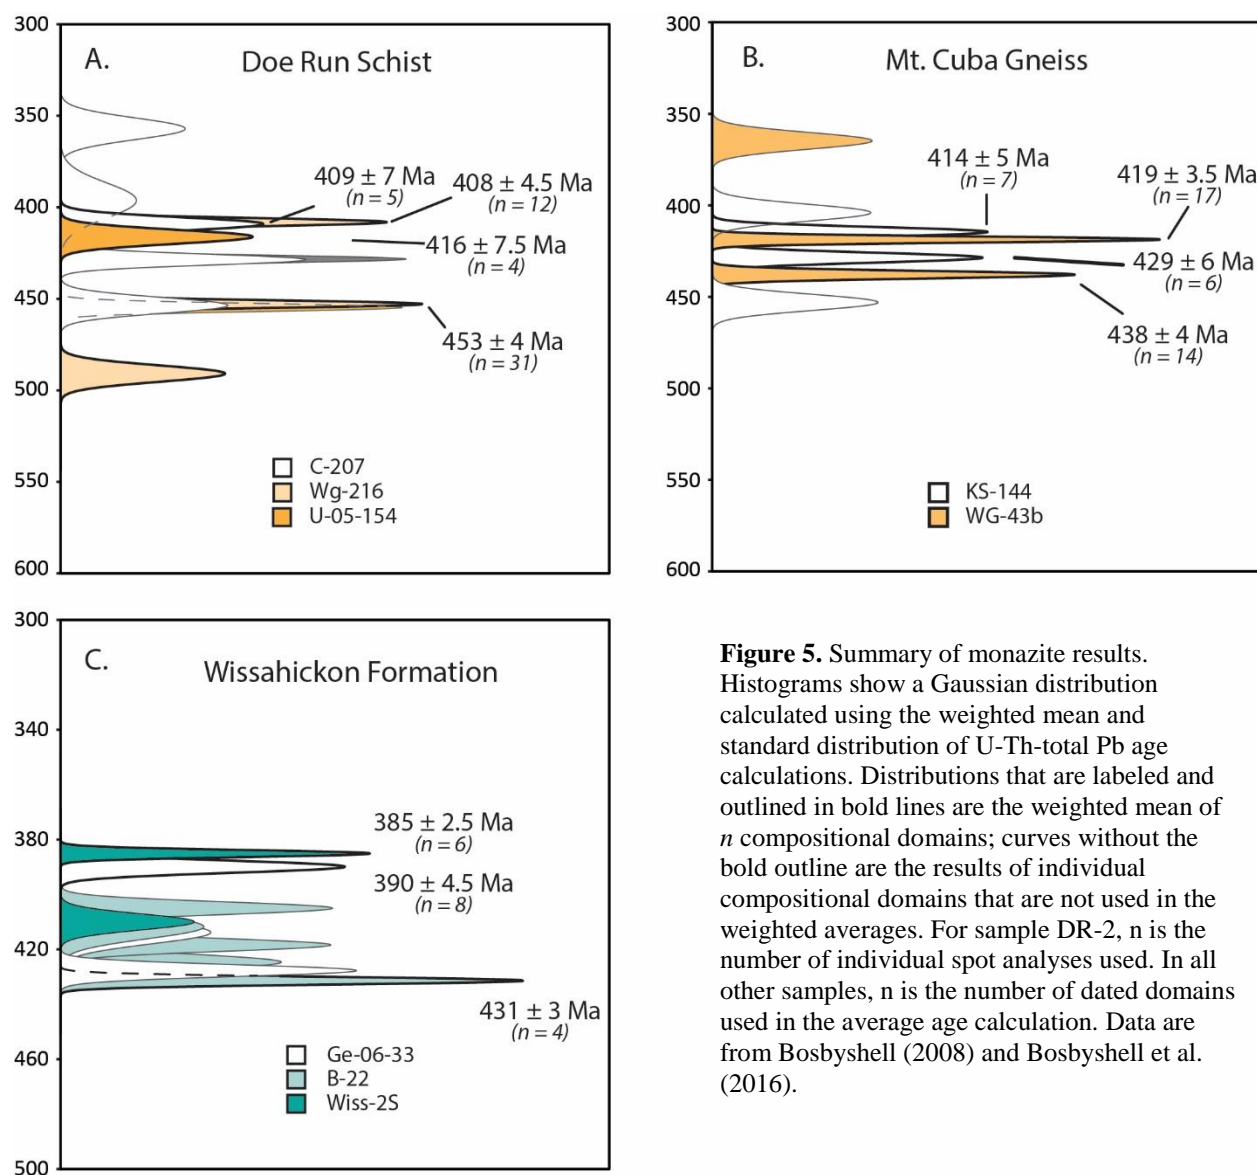 300
350
400
450
500
550
600
A.
Doe Run Schist
409 ± 7 Ma
(n = 5)
408 ± 4.5 Ma
(n = 12)
416 ± 7.5 Ma
(n = 4)
453 ± 4 Ma
(n = 31)
C-207
Wg-216
U-05-154
300
350
400
450
500
550
600
B.
Mt. Cuba Gneiss
414 ± 5 Ma
(n = 7)
419 ± 3.5 Ma
(n = 17)
429 ± 6 Ma
(n = 6)
438 ± 4 Ma
(n = 14)
KS-144
WG-43b
300
340
380
420
460
500
C.
Wissahickon Formation
385 ± 2.5 Ma
(n = 6)
390 ± 4.5 Ma
(n = 8)
431 ± 3 Ma
(n = 4)
Ge-06-33
B-22
Wiss-2S
Figure 5. Summary of monazite results.
Histograms show a Gaussian distribution
calculated using the weighted mean and
standard distribution of U-Th-total Pb age
calculations. Distributions that are labeled and
outlined in bold lines are the weighted mean of
n compositional domains; curves without the
bold outline are the results of individual
compositional domains that are not used in the
weighted averages. For sample DR-2, n is the
number of individual spot analyses used. In all
other samples, n is the number of dated domains
used in the average age calculation. Data are
from Bosbyshell (2008) and Bosbyshell et al.
(2016).